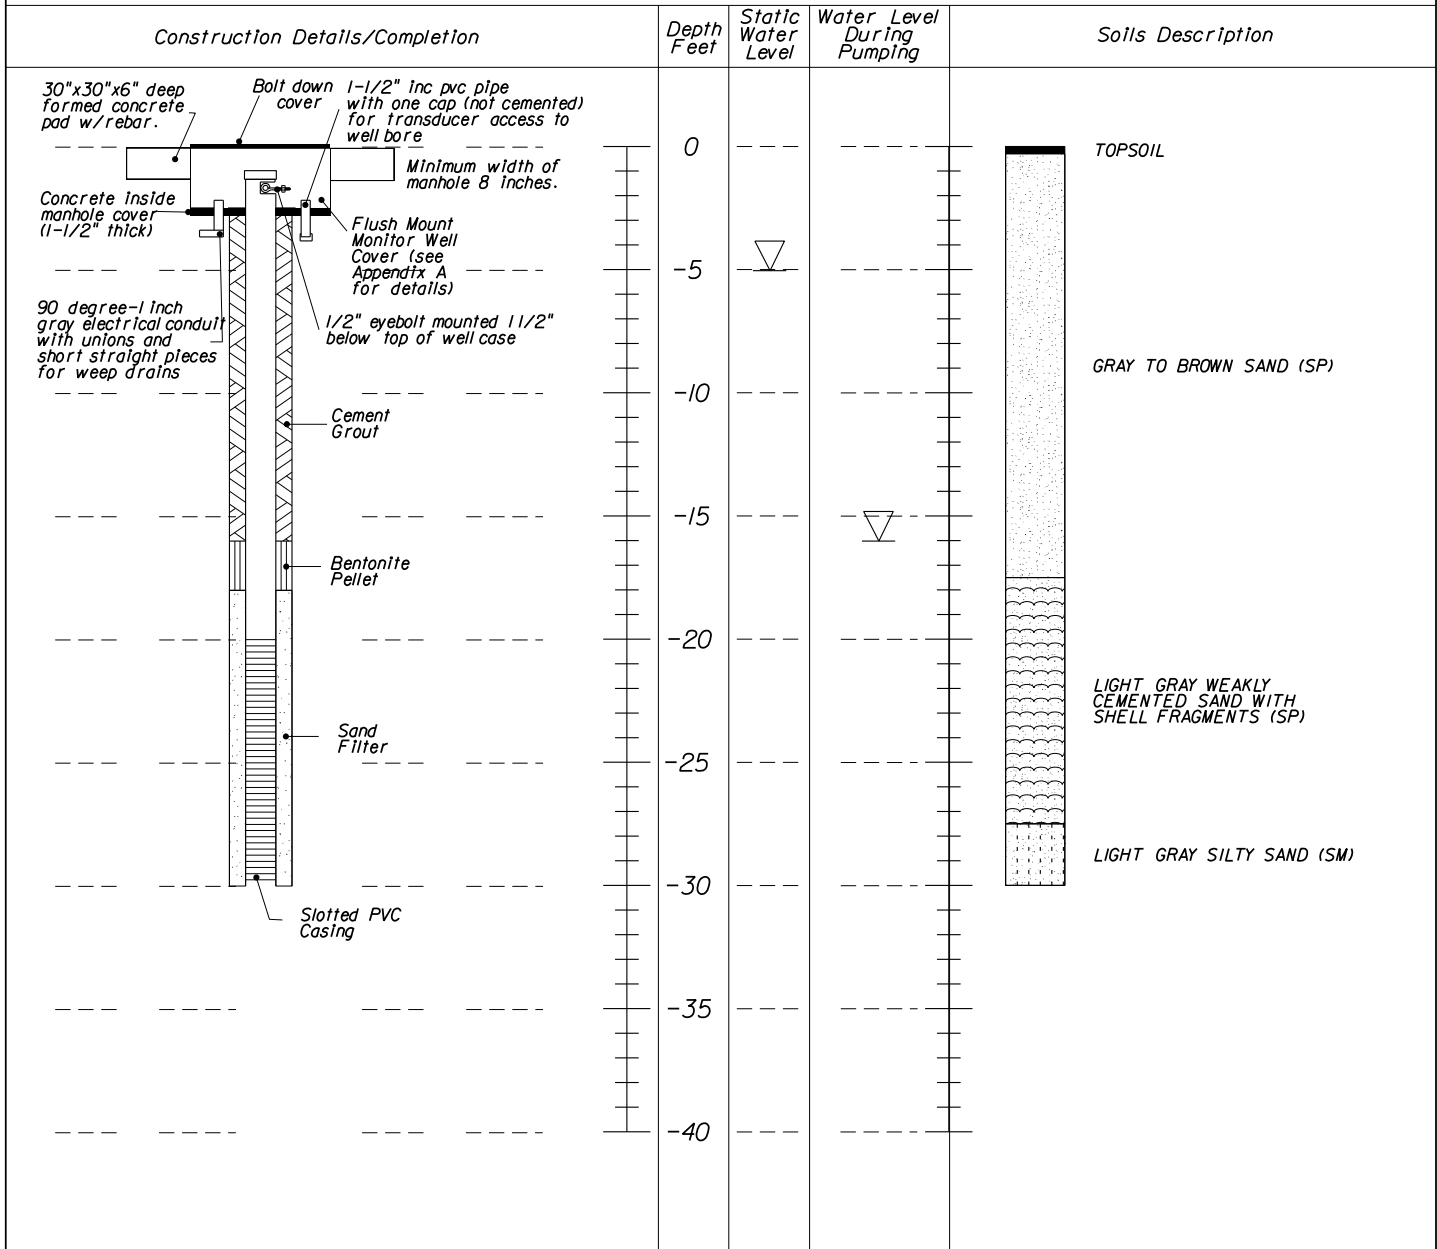 Construction Details/Completion
Depth
Feet
Static
Water
Level
Water Level
During
Pumping
Soils Description
30"x30"x6" deep
formed concrete
pad w/rebar.
Bolt down
cover
1-1/2" inc pvc pipe
with one cap (not cemented)
for transducer access to
well bore
Minimum width of
manhole 8 inches.
Concrete inside
manhole cover
(1-1/2" thick)
Flush Mount
Monitor Well
Cover (see
Appendix A
for details)
90 degree-1 inch
gray electrical conduit
with unions and
short straight pieces
for weep drains
1/2" eyebolt mounted 1 1/2"
below top of well case
Cement
Grout
Bentonite
Pellet
Sand
Filter
Slotted PVC
Casing
0
-5
-10
-15
-20
-25
-30
-35
-40
TOPSOIL
GRAY TO BROWN SAND (SP)
LIGHT GRAY WEAKLY
CEMENTED SAND WITH
SHELL FRAGMENTS (SP)
LIGHT GRAY SILTY SAND (SM)